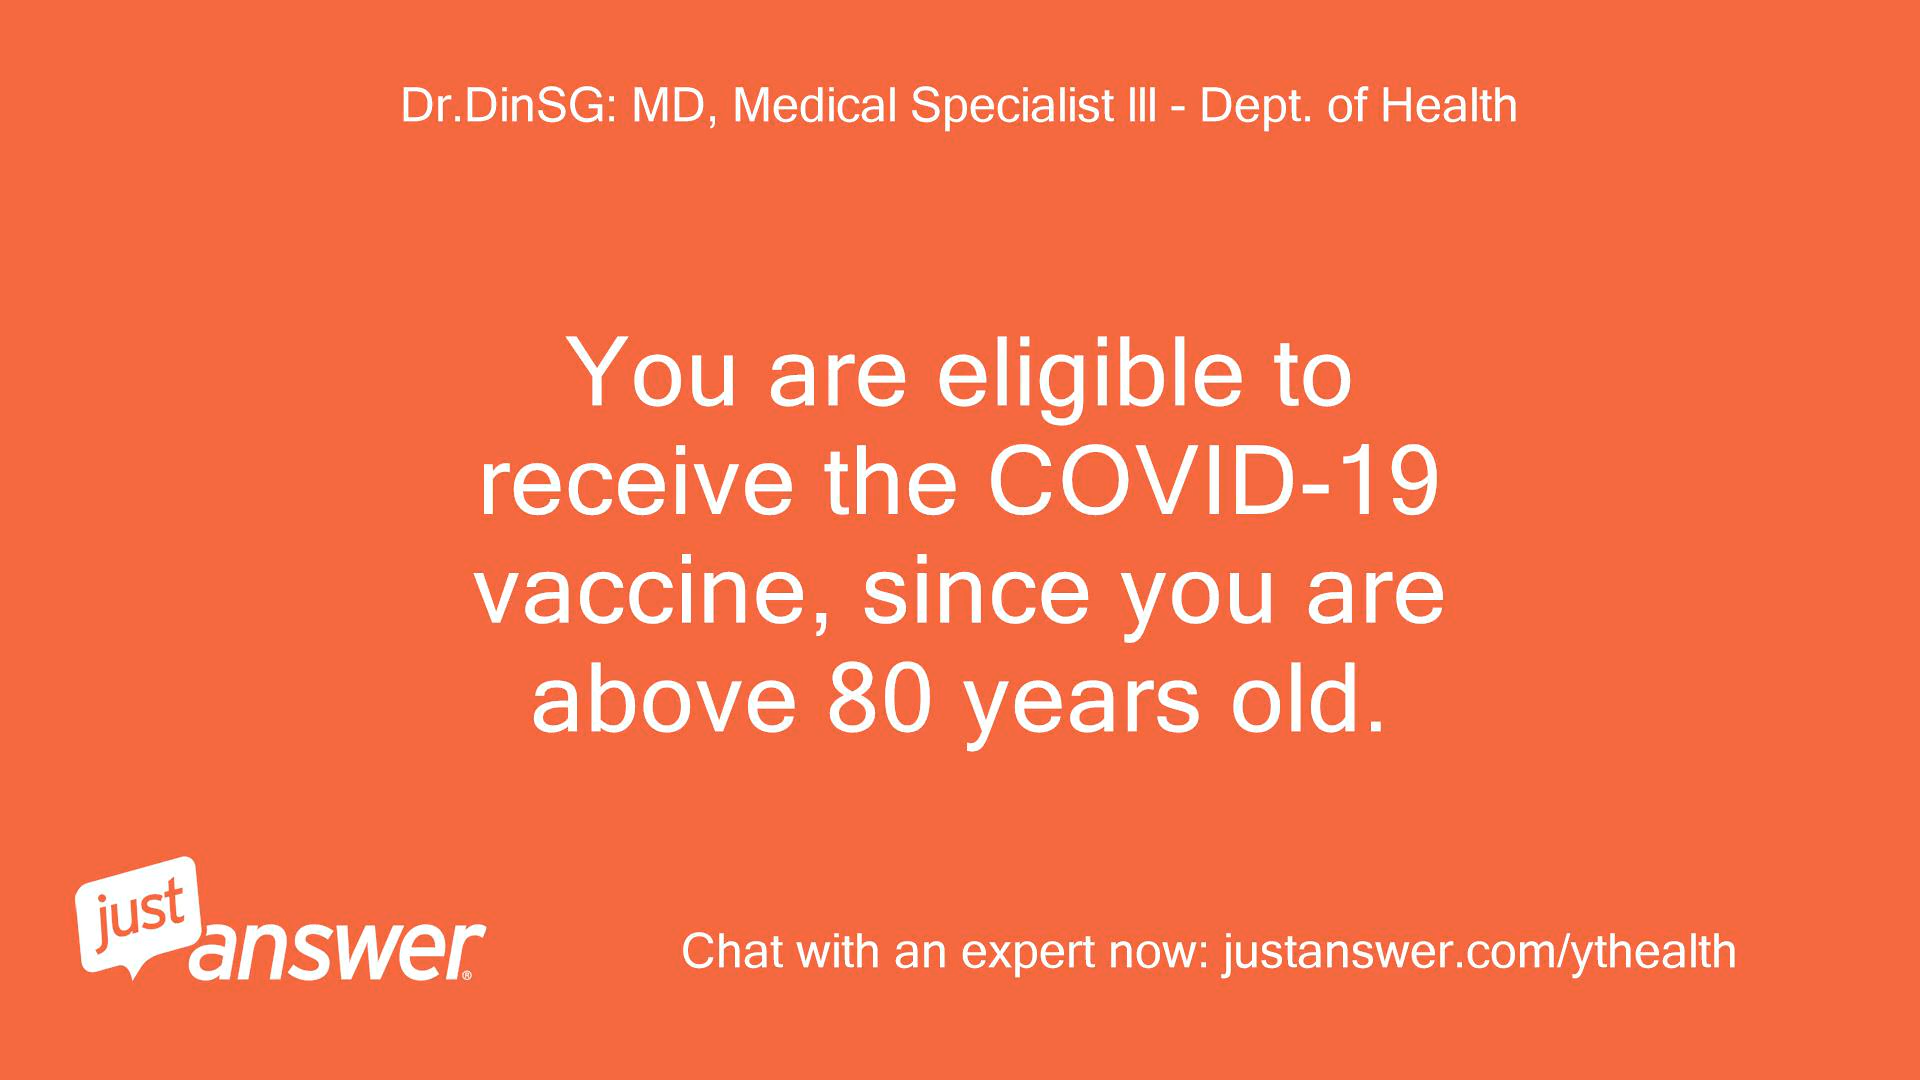 Dr.DinSG: MD, Medical Specialist lll - Dept. of Health
You are eligible to
receive the COVID-19
vaccine, since you are
above 80 years old.
just
answer®
Chat with an expert now: justanswer.com/ythealth